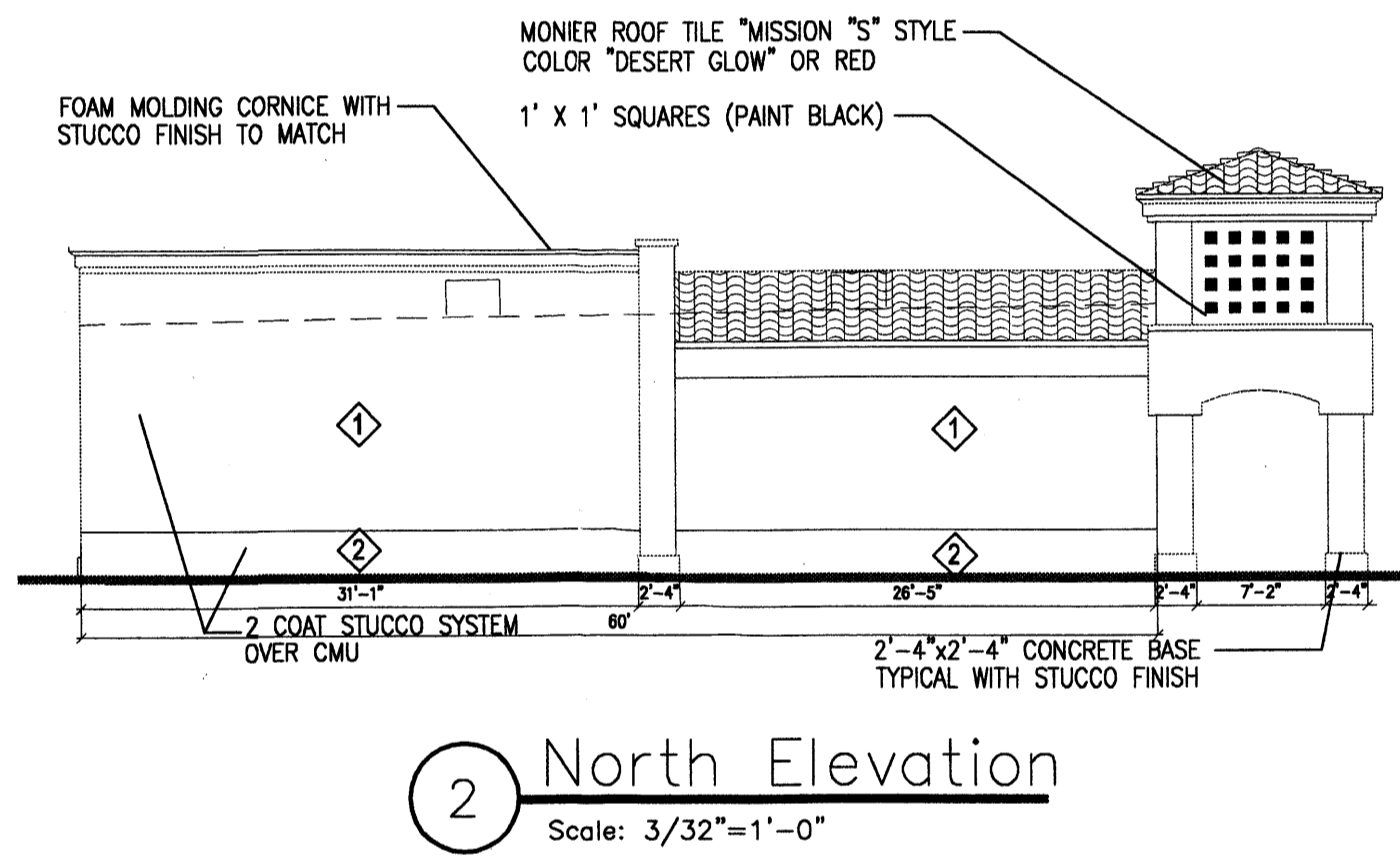 MONIER ROOF TILE "MISSION "S" STYLE
COLOR "DESERT GLOW" OR RED
FOAM MOLDING CORNICE WITH
STUCCO FINISH TO MATCH
1' X 1' SQUARES (PAINT BLACK)
1
1
2
2
31'-1"
2'-4"
26'-5"
2'-4"
7'-2"
2'-4"
60'
2 COAT STUCCO SYSTEM
OVER CMU
2'-4"x2'-4" CONCRETE BASE
TYPICAL WITH STUCCO FINISH
2
North Elevation
Scale: 3/32"=1'-0"